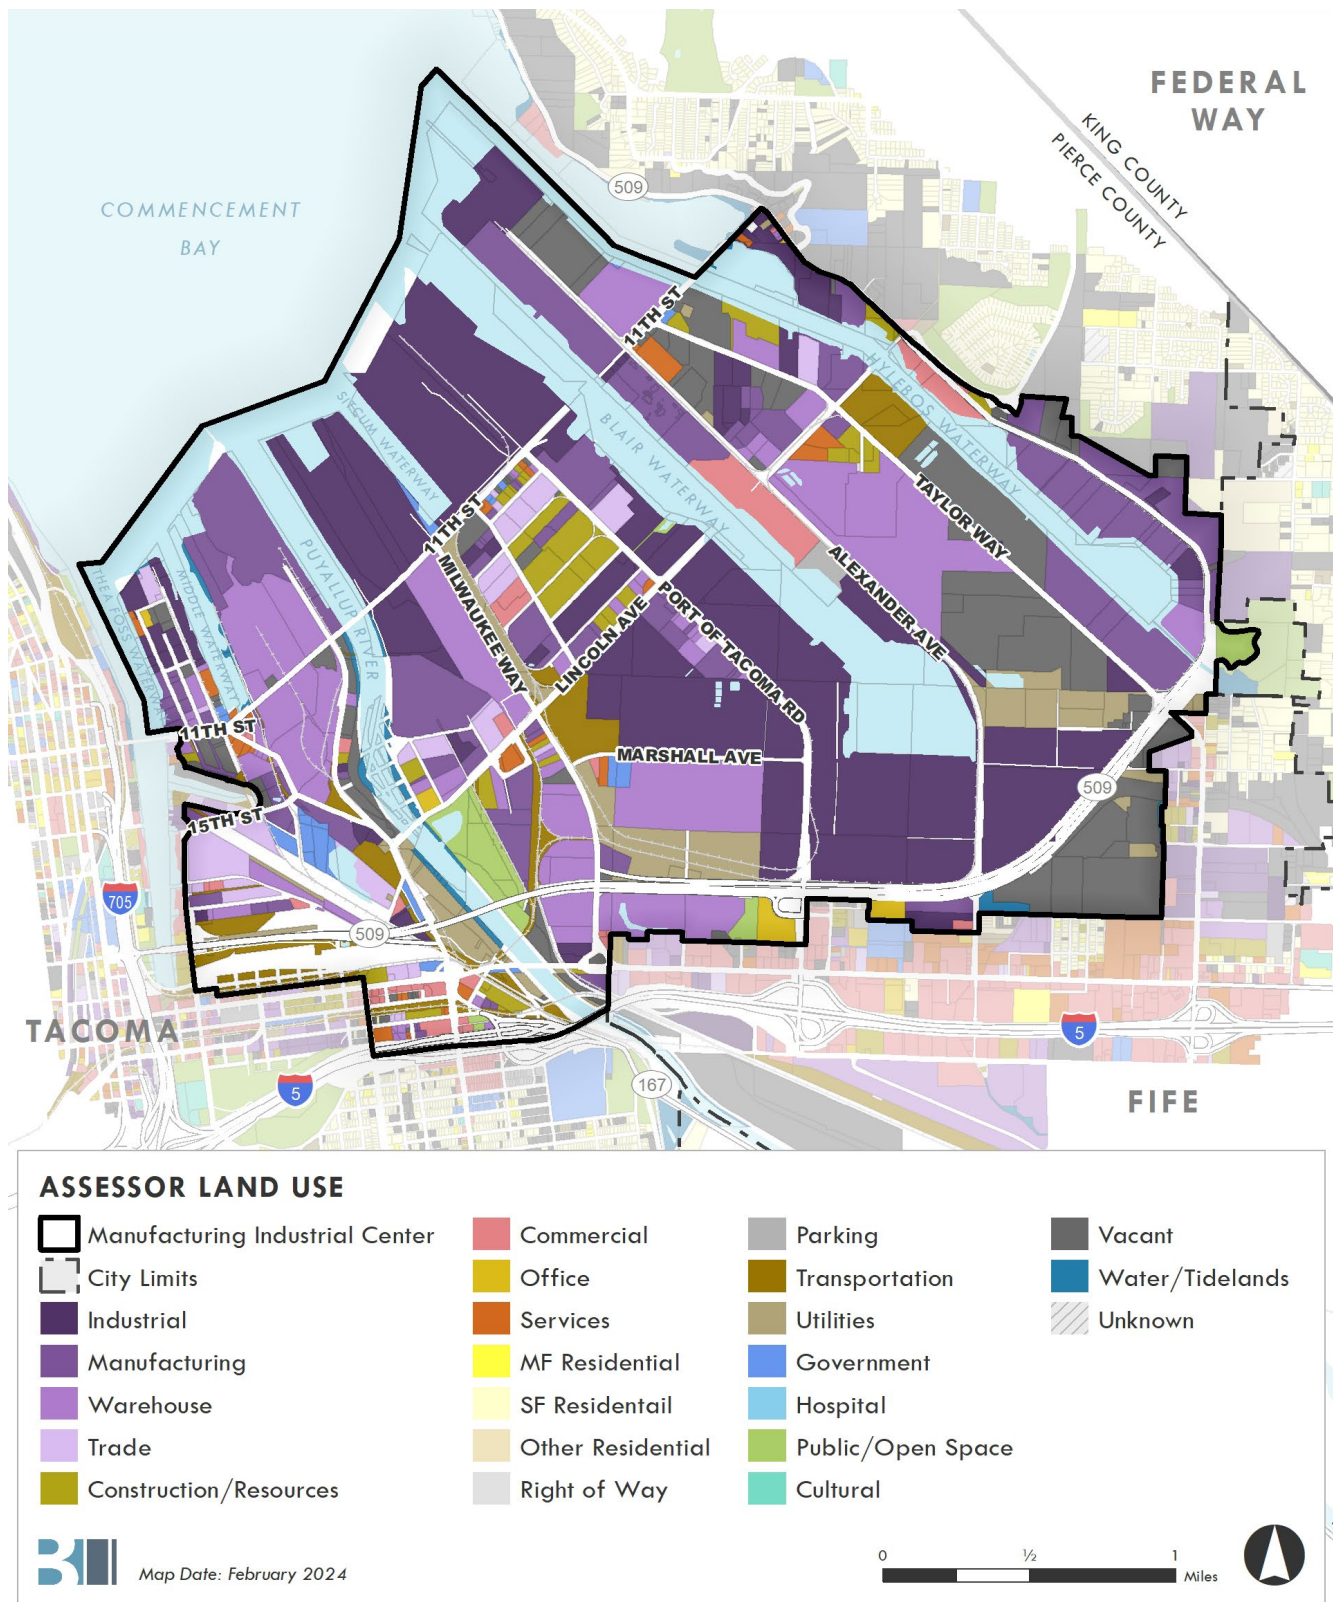 FEDERAL
WAY
KING COUNTY
PIERCE COUNTY
509
COMMENCEMENT
BAY
11TH ST
HYLEBOS WATERWAY
SIEGUM WATERWAY
BLAIR WATERWAY
TAYLOR WAY
11TH ST
PUYALLUP RIVER
MILWAUKEE WAY
ALEXANDER AVE
THEA FOSS WATERWAY
MIDDLE WATERWAY
LINCOLN AVE
PORT OF TACOMA RD
11TH ST
MARSHALL AVE
509
15TH ST
705
509
TACOMA
5
5
167
FIFE
ASSESSOR LAND USE
Manufacturing Industrial Center
City Limits
Industrial
Manufacturing
Warehouse
Trade
Construction/Resources
Commercial
Office
Services
MF Residential
SF Residentail
Other Residential
Right of Way
Parking
Transportation
Utilities
Government
Hospital
Public/Open Space
Cultural
Vacant
Water/Tidelands
Unknown
Map Date: February 2024
0 ½ 1
Miles